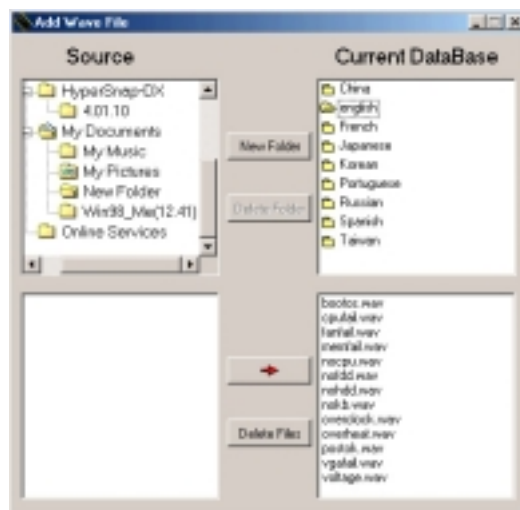 Add Wave File
Source
Current DataBase
HyperSnap-DX
4.01.10
My Documents
My Music
My Pictures
New Folder
Win98_Me(12.41)
Online Services
New Folder
Delete Folder
China
english
French
Japanese
Korean
Portuguese
Russian
Spanish
Taiwan
Delete Files
bootos.wav
cpufail.wav
fanfail.wav
memfail.wav
nocpu.wav
nofdd.wav
nohdd.wav
nokb.wav
overclock.wav
overheat.wav
postok.wav
vgafail.wav
voltage.wav